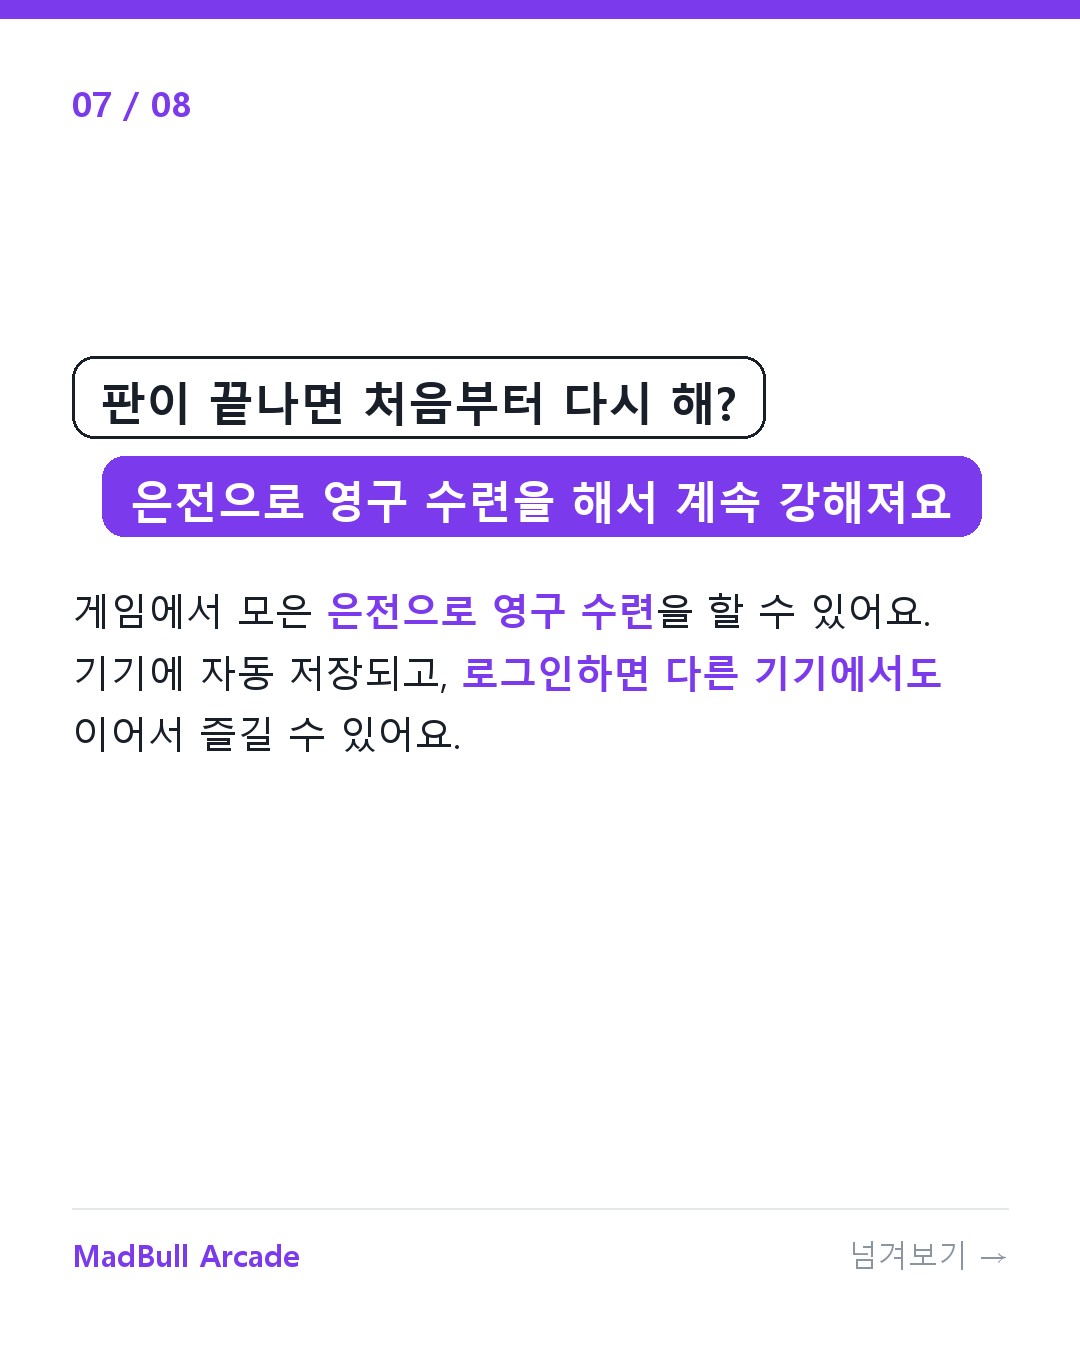 07 / 08
판이 끝나면 처음부터 다시 해?
은전으로 영구 수련을 해서 계속 강해져요
게임에서 모은 은전으로 영구 수련을 할 수 있어요.
기기에 자동 저장되고, 로그인하면 다른 기기에서도
이어서 즐길 수 있어요.
MadBull Arcade
넘겨보기 →